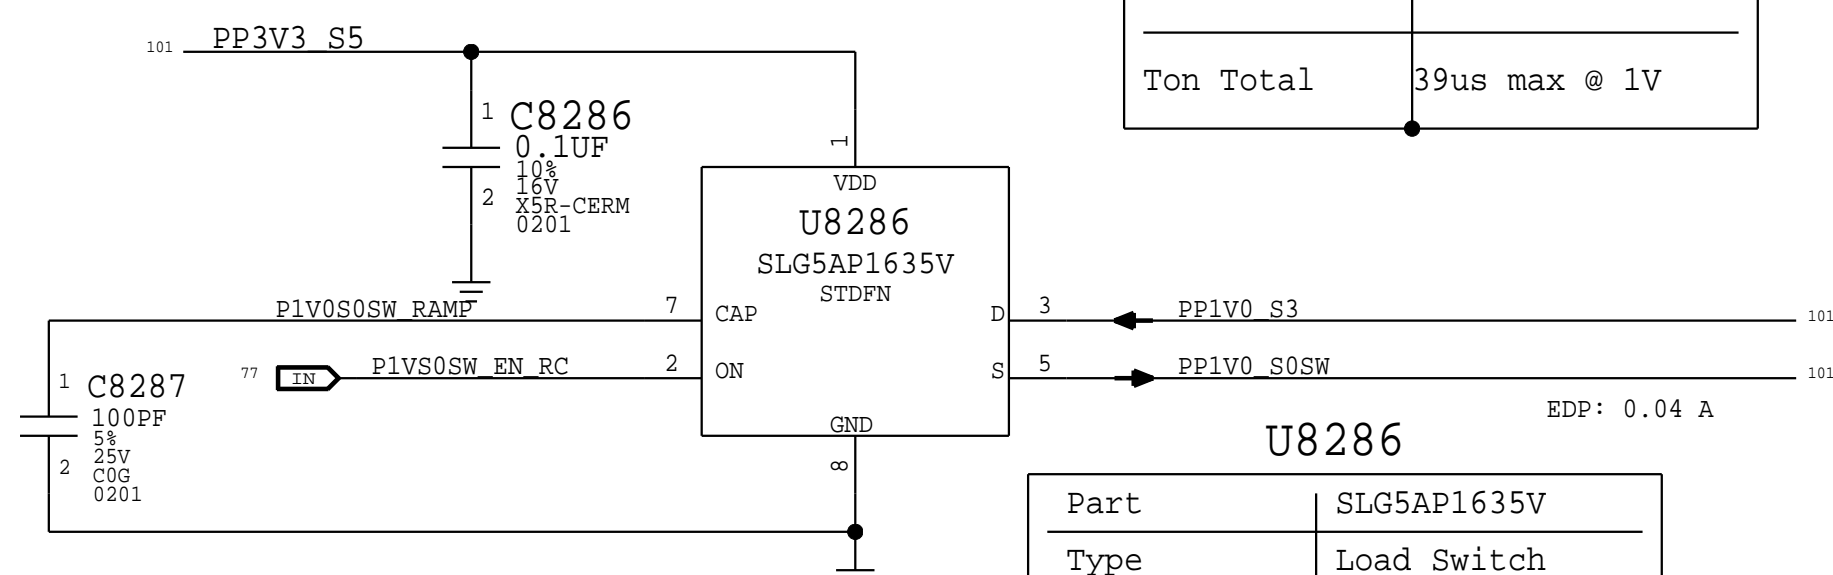 101 PP3V3_S5
Ton Total 39us max @ 1V
1 C8286
0.1UF
10%
16V
2 X5R-CERM
0201
1
VDD
U8286
SLG5AP1635V
STDFN
P1V0S0SW_RAMP 7 CAP
D 3 PP1V0_S3 101
77 IN P1VS0SW_EN_RC 2 ON
S 5 PP1V0_S0SW 101
EDP: 0.04 A
1 C8287
100PF
5%
25V
2 C0G
0201
GND
8
U8286
Part SLG5AP1635V
Type Load Switch